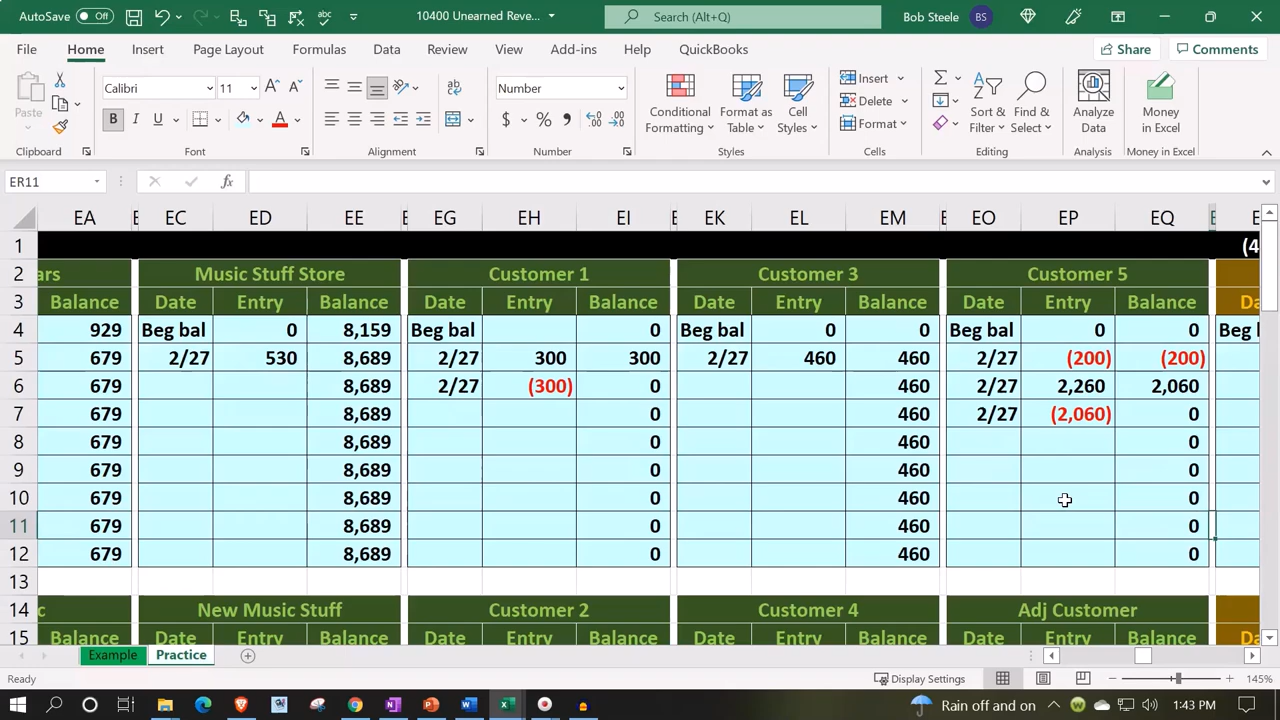 AutoSave Off 10400 Unearned Reve... Search (Alt+Q) Bob Steele BS
File Home Insert Page Layout Formulas Data Review View Add-ins Help QuickBooks Share Comments
Paste Calibri 11 Number Conditional Formatting Format as Table Cell Styles Insert Delete Format Sort & Filter Find & Select Analyze Data Money in Excel
Clipboard Font Alignment Number Styles Cells Editing Analysis Money in Excel
ER11 fx
EA E EC ED EE E EG EH EI E EK EL EM E EO EP EQ E E
1 (4
2 ars Music Stuff Store Customer 1 Customer 3 Customer 5
3 Balance Date Entry Balance Date Entry Balance Date Entry Balance Date Entry Balance Da
4 929 Beg bal 0 8,159 Beg bal 0 Beg bal 0 0 Beg bal 0 0 Beg b
5 679 2/27 530 8,689 2/27 300 300 2/27 460 460 2/27 (200) (200)
6 679 8,689 2/27 (300) 0 460 2/27 2,260 2,060
7 679 8,689 0 460 2/27 (2,060) 0
8 679 8,689 0 460 0
9 679 8,689 0 460 0
10 679 8,689 0 460 0
11 679 8,689 0 460 0
12 679 8,689 0 460 0
13
14 c New Music Stuff Customer 2 Customer 4 Adj Customer
15 Balance Date Entry Balance Date Entry Balance Date Entry Balance Date Entry Balance Da
Example Practice
Ready Display Settings 145%
Rain off and on 1:43 PM